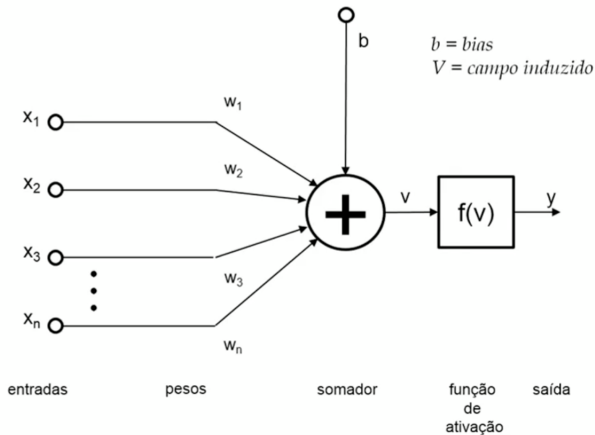 b
b = bias
V = campo induzido
x1
w1
x2
w2
v
f(v)
y
x3
w3
xn
wn
entradas
pesos
somador
função
de
ativação
saída